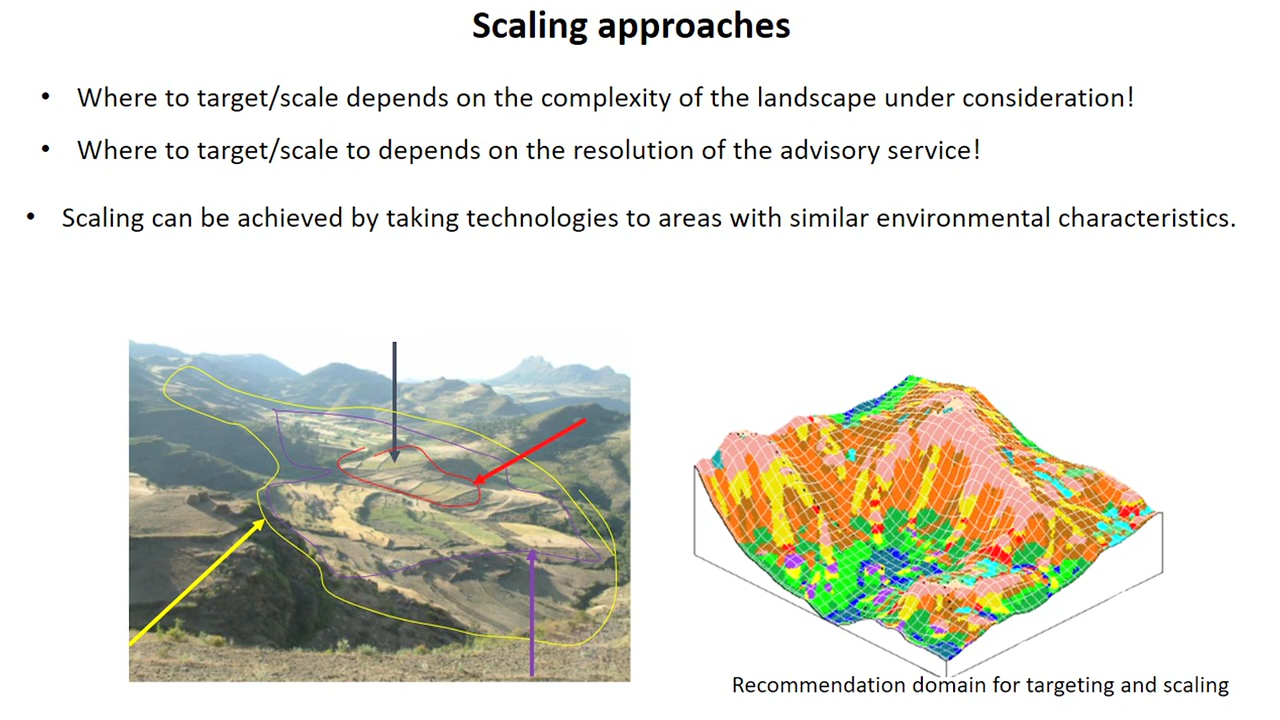 Scaling approaches
• Where to target/scale depends on the complexity of the landscape under consideration!
• Where to target/scale to depends on the resolution of the advisory service!
• Scaling can be achieved by taking technologies to areas with similar environmental characteristics.
Recommendation domain for targeting and scaling